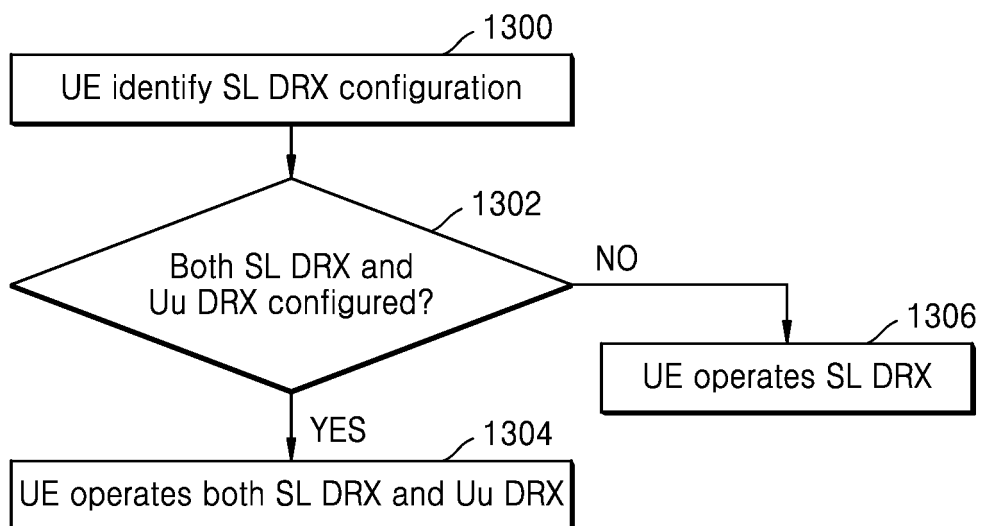 1300
UE identify SL DRX configuration
1302
Both SL DRX and
Uu DRX configured?
NO
1306
UE operates SL DRX
YES
1304
UE operates both SL DRX and Uu DRX